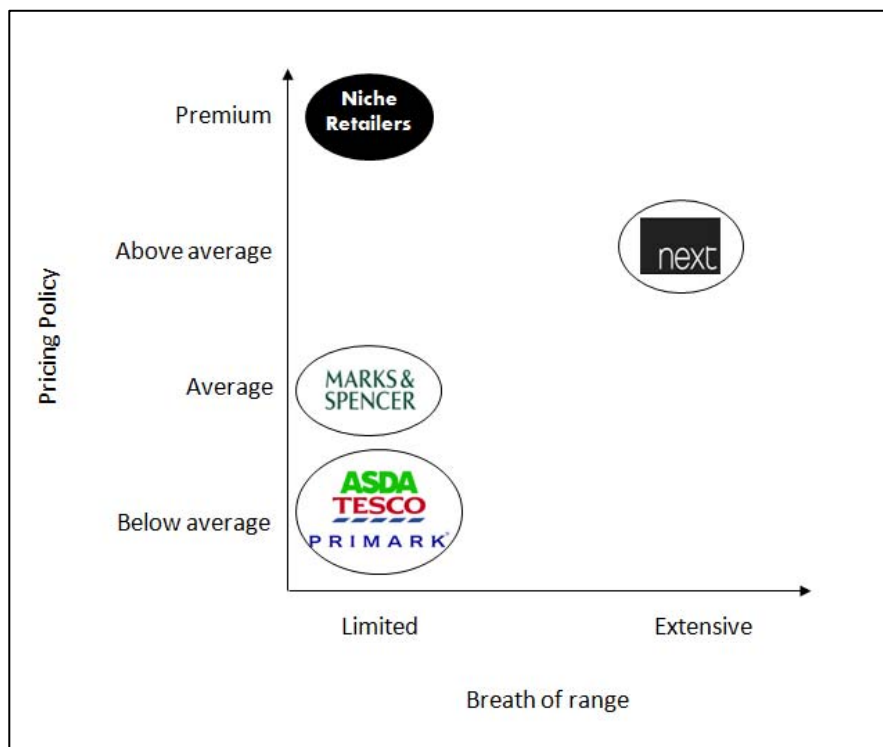 Niche
Retailers
Premium
next
Above average
Pricing Policy
MARKS &
SPENCER
Average
ASDA
TESCO
PRIMARK
Below average
Limited
Extensive
Breath of range